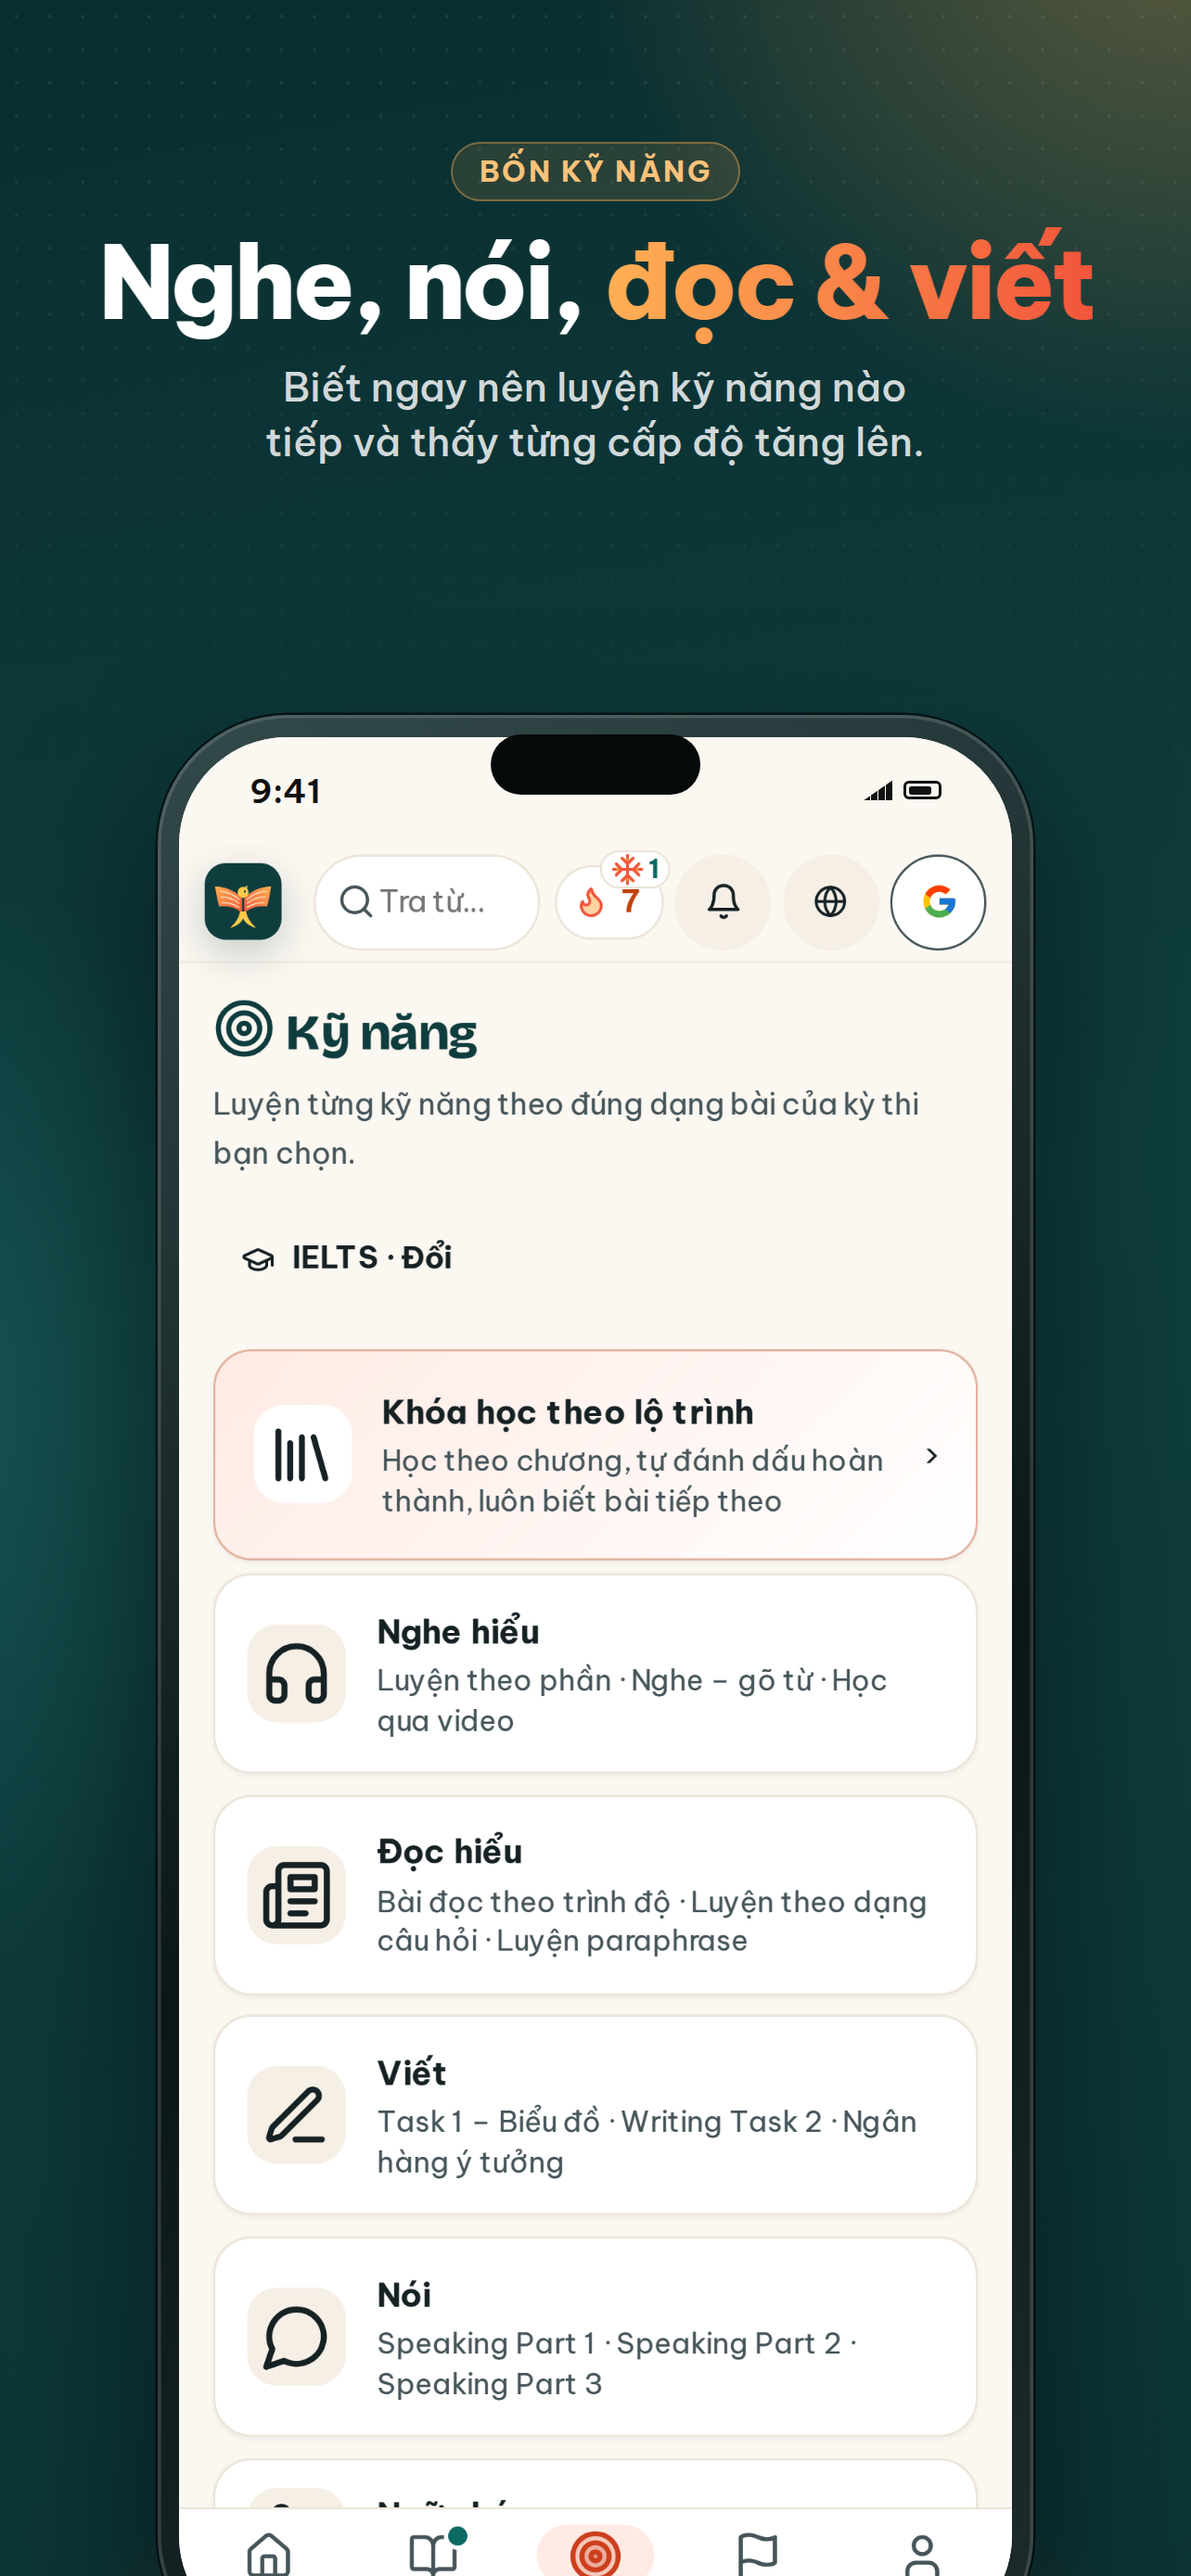 BỐN KỸ NĂNG
Nghe, nói, đọc & viết
Biết ngay nên luyện kỹ năng nào
tiếp và thấy từng cấp độ tăng lên.
9:41
Tra từ...
1
7
Kỹ năng
Luyện từng kỹ năng theo đúng dạng bài của kỳ thi
bạn chọn.
IELTS · Đổi
Khóa học theo lộ trình
Học theo chương, tự đánh dấu hoàn
thành, luôn biết bài tiếp theo
Nghe hiểu
Luyện theo phần · Nghe – gõ từ · Học
qua video
Đọc hiểu
Bài đọc theo trình độ · Luyện theo dạng
câu hỏi · Luyện paraphrase
Viết
Task 1 – Biểu đồ · Writing Task 2 · Ngân
hàng ý tưởng
Nói
Speaking Part 1 · Speaking Part 2 ·
Speaking Part 3